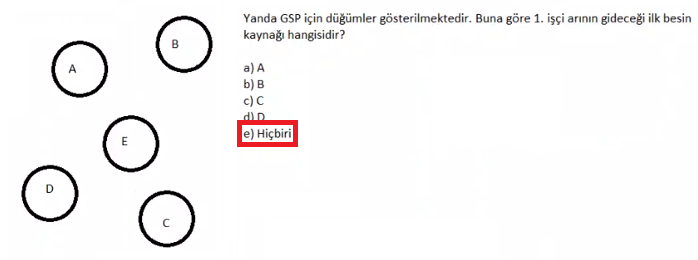 Yanda GSP için düğümler gösterilmektedir. Buna göre 1. işçi arının gideceği ilk besin
kaynağı hangisidir?
a) A
b) B
c) C
d) D
e) Hiçbiri
B
A
E
D
C